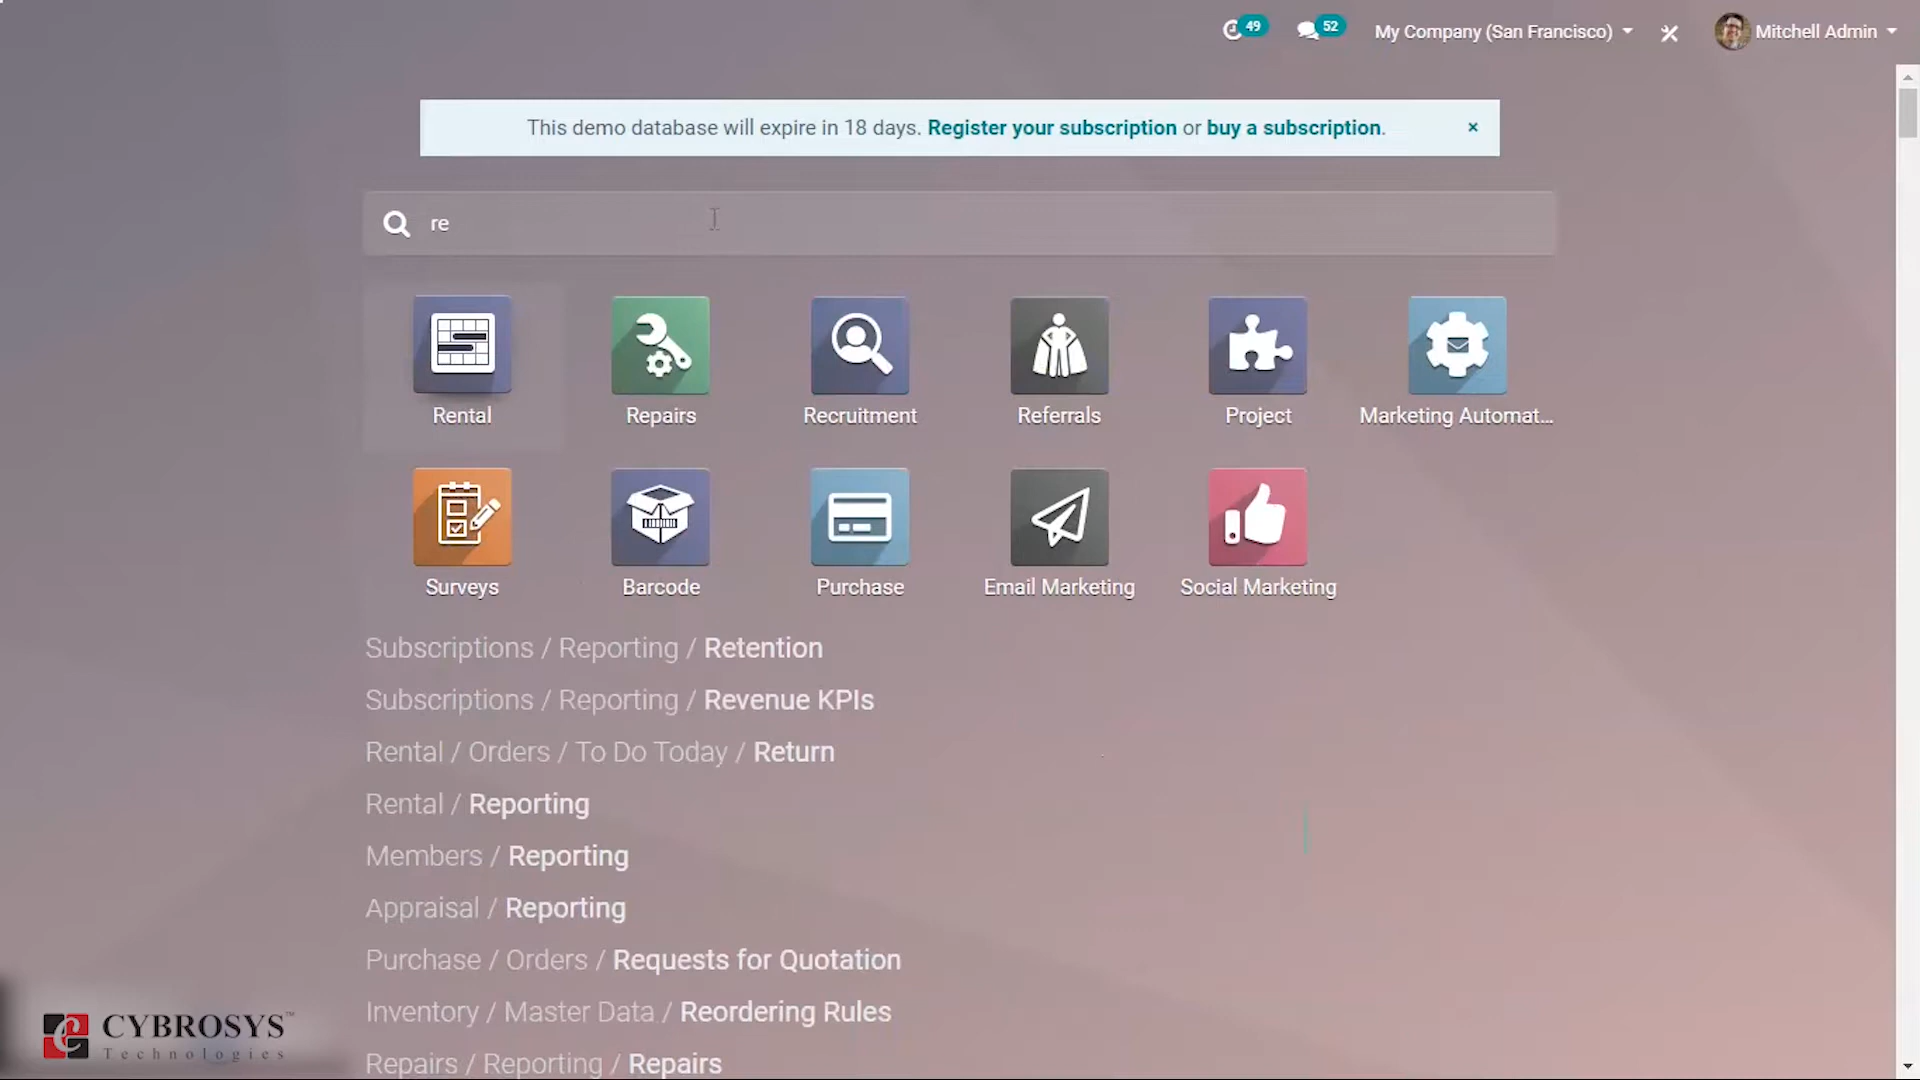 49 52 My Company (San Francisco) Mitchell Admin
This demo database will expire in 18 days. Register your subscription or buy a subscription. ×
re
Rental Repairs Recruitment Referrals Project Marketing Automat...
Surveys Barcode Purchase Email Marketing Social Marketing
Subscriptions / Reporting / Retention
Subscriptions / Reporting / Revenue KPIs
Rental / Orders / To Do Today / Return
Rental / Reporting
Members / Reporting
Appraisal / Reporting
Purchase / Orders / Requests for Quotation
Inventory / Master Data / Reordering Rules
Repairs / Reporting / Repairs
CYBROSYS™
Technologies